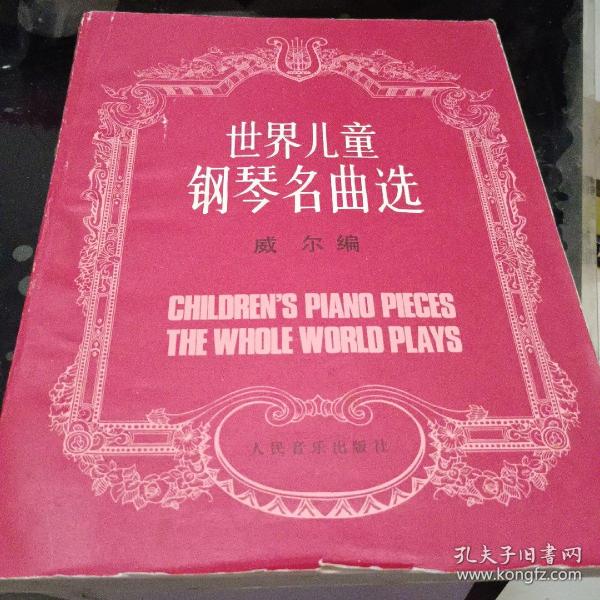 世界儿童
钢琴名曲选
威尔编
CHILDREN'S PIANO PIECES
THE WHOLE WORLD PLAYS
人民音乐出版社
孔夫子旧书网
www.kongfz.com